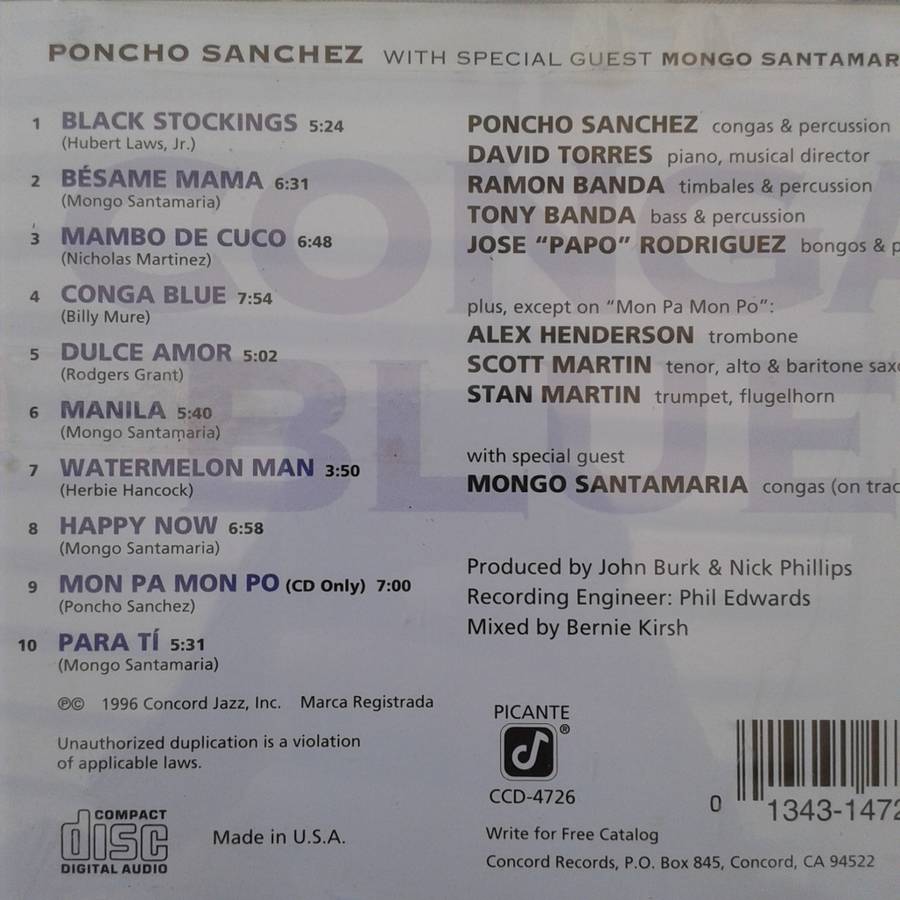 PONCHO SANCHEZ WITH SPECIAL GUEST MONGO SANTAMAR
1 BLACK STOCKINGS 5:24
(Hubert Laws, Jr.)
2 BÉSAME MAMA 6:31
(Mongo Santamaria)
3 MAMBO DE CUCO 6:48
(Nicholas Martinez)
4 CONGA BLUE 7:54
(Billy Mure)
5 DULCE AMOR 5:02
(Rodgers Grant)
6 MANILA 5:40
(Mongo Santamaria)
7 WATERMELON MAN 3:50
(Herbie Hancock)
8 HAPPY NOW 6:58
(Mongo Santamaria)
9 MON PA MON PO (CD Only) 7:00
(Poncho Sanchez)
10 PARA TÍ 5:31
(Mongo Santamaria)
℗© 1996 Concord Jazz, Inc. Marca Registrada
Unauthorized duplication is a violation
of applicable laws.
COMPACT
disc
DIGITAL AUDIO
Made in U.S.A.
PONCHO SANCHEZ congas & percussion
DAVID TORRES piano, musical director
RAMON BANDA timbales & percussion
TONY BANDA bass & percussion
JOSE “PAPO” RODRIGUEZ bongos & p
plus, except on “Mon Pa Mon Po”:
ALEX HENDERSON trombone
SCOTT MARTIN tenor, alto & baritone saxo
STAN MARTIN trumpet, flugelhorn
with special guest
MONGO SANTAMARIA congas (on trac
Produced by John Burk & Nick Phillips
Recording Engineer: Phil Edwards
Mixed by Bernie Kirsh
PICANTE
®
CCD-4726
Write for Free Catalog
Concord Records, P.O. Box 845, Concord, CA 94522
0 1343-1472
CONGA
BLUE